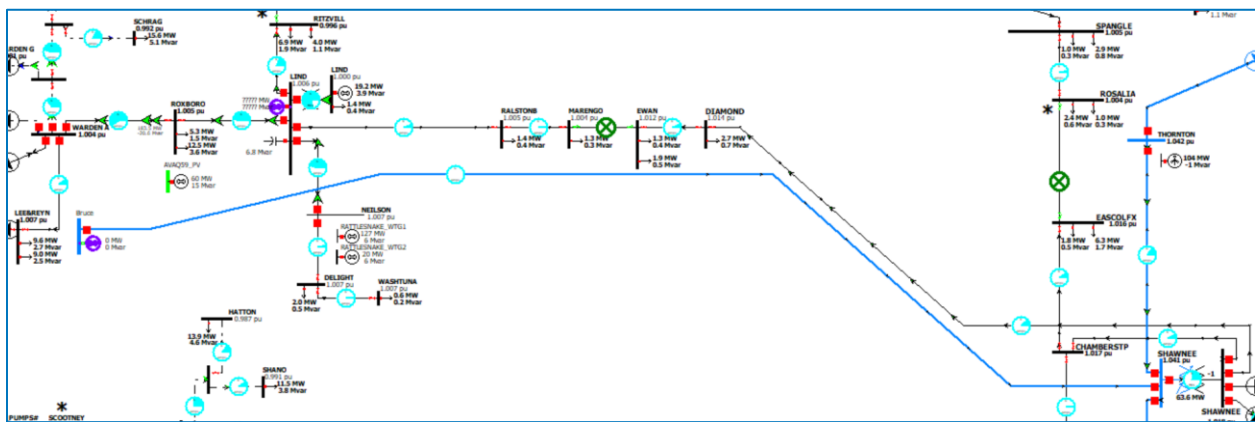 SCHRAG
0.992 pu
15.6 MW
5.1 Mvar
RITZVILL
0.996 pu
6.9 MW
1.9 Mvar
4.0 MW
1.1 Mvar
SPANGLE
1.005 pu
1.0 MW
0.3 Mvar
2.9 MW
0.8 Mvar
1.1 Mvar
ARDEN G
LIND
1.006 pu
LIND
1.000 pu
19.2 MW
3.9 Mvar
1.4 MW
0.4 Mvar
????? MW
????? Mvar
ROXBORO
1.005 pu
5.3 MW
1.5 Mvar
12.5 MW
3.6 Mvar
WARDEN A
1.004 pu
RALSTONB
1.005 pu
1.4 MW
0.4 Mvar
MARENGO
1.004 pu
1.3 MW
0.3 Mvar
EWAN
1.012 pu
1.3 MW
0.4 Mvar
1.9 MW
0.5 Mvar
DIAMOND
1.014 pu
2.7 MW
0.7 Mvar
ROSALIA
1.004 pu
2.4 MW
0.6 Mvar
1.0 MW
0.3 Mvar
THORNTON
1.042 pu
104 MW
-1 Mvar
6.8 Mvar
AVAQ59_PV
60 MW
15 Mvar
LEE&REYN
1.007 pu
9.6 MW
2.7 Mvar
9.0 MW
2.5 Mvar
Bruce
0 MW
0 Mvar
NEILSON
1.007 pu
RATTLESNAKE_WTG1
127 MW
6 Mvar
RATTLESNAKE_WTG2
20 MW
6 Mvar
EASCOLFX
1.016 pu
1.8 MW
0.5 Mvar
6.3 MW
1.7 Mvar
DELIGHT
1.007 pu
2.0 MW
0.5 Mvar
WASHTUNA
1.007 pu
0.6 MW
0.2 Mvar
HATTON
0.987 pu
13.9 MW
4.6 Mvar
SHANO
0.991 pu
11.5 MW
3.8 Mvar
CHAMBERSTP
1.017 pu
SHAWNEE
1.041 pu
-1
63.6 MW
SHAWNEE
PUMPS# SCOOTNEY